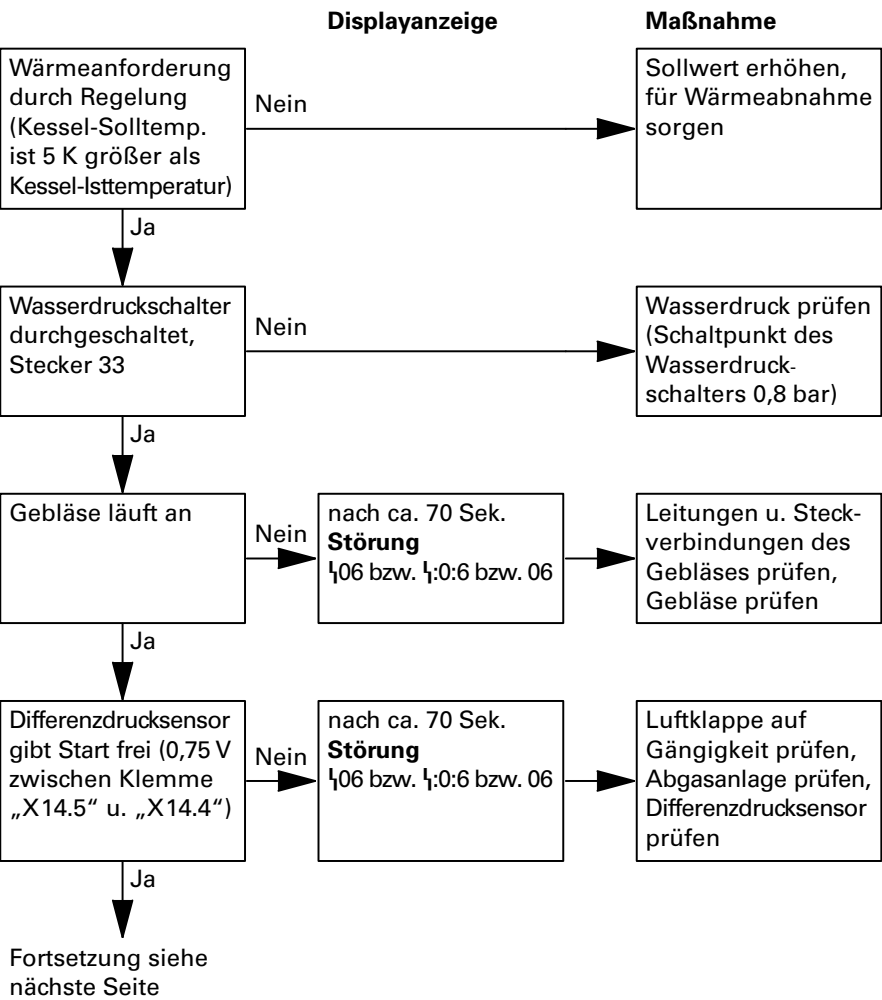 Displayanzeige
Maßnahme
Wärmeanforderung
durch Regelung
(Kessel-Solltemp.
ist 5 K größer als
Kessel-Isttemperatur)
Nein
Sollwert erhöhen,
für Wärmeabnahme
sorgen
Ja
Wasserdruckschalter
durchgeschaltet,
Stecker 33
Nein
Wasserdruck prüfen
(Schaltpunkt des
Wasserdruck-
schalters 0,8 bar)
Ja
Gebläse läuft an
Nein
nach ca. 70 Sek.
Störung
ϟ06 bzw. ϟ:0:6 bzw. 06
Leitungen u. Steck-
verbindungen des
Gebläses prüfen,
Gebläse prüfen
Ja
Differenzdrucksensor
gibt Start frei (0,75 V
zwischen Klemme
„X14.5“ u. „X14.4“)
Nein
nach ca. 70 Sek.
Störung
ϟ06 bzw. ϟ:0:6 bzw. 06
Luftklappe auf
Gängigkeit prüfen,
Abgasanlage prüfen,
Differenzdrucksensor
prüfen
Ja
Fortsetzung siehe
nächste Seite